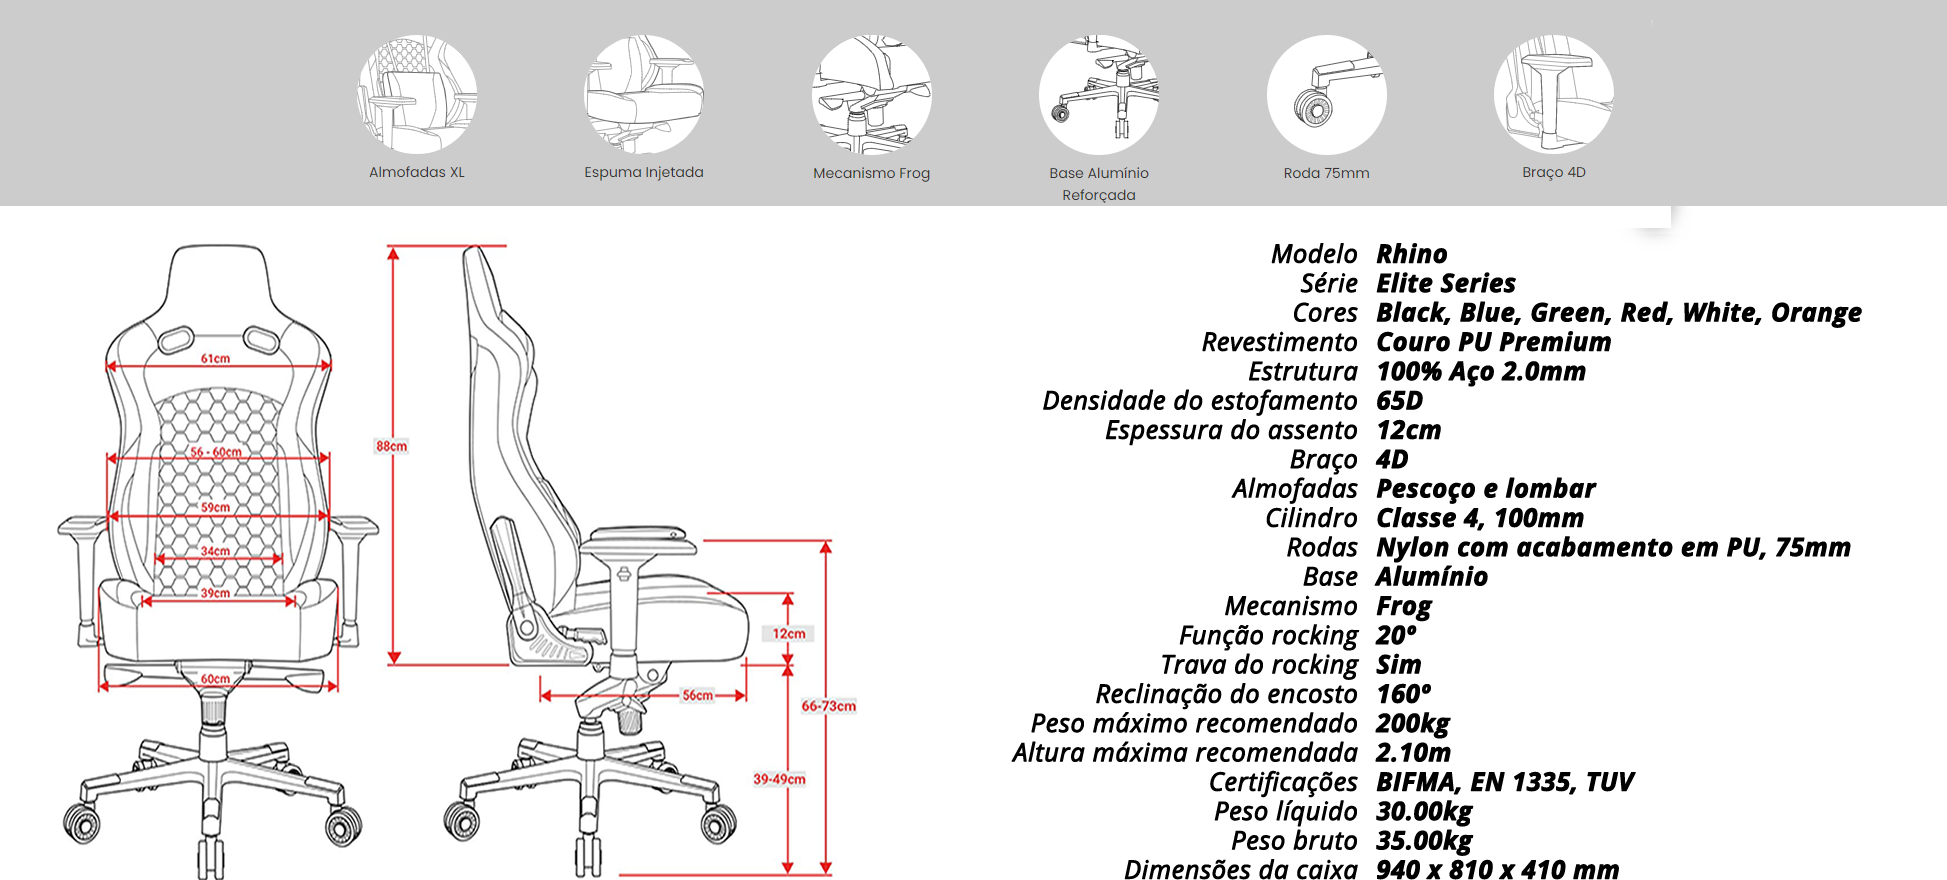 Almofadas XL
Espuma Injetada
Mecanismo Frog
Base Alumínio
Reforçada
Roda 75mm
Braço 4D
61cm
56 - 60cm
59cm
34cm
39cm
60cm
88cm
12cm
56cm
66-73cm
39-49cm
Modelo Rhino
Série Elite Series
Cores Black, Blue, Green, Red, White, Orange
Revestimento Couro PU Premium
Estrutura 100% Aço 2.0mm
Densidade do estofamento 65D
Espessura do assento 12cm
Braço 4D
Almofadas Pescoço e lombar
Cilindro Classe 4, 100mm
Rodas Nylon com acabamento em PU, 75mm
Base Alumínio
Mecanismo Frog
Função rocking 20º
Trava do rocking Sim
Reclinação do encosto 160º
Peso máximo recomendado 200kg
Altura máxima recomendada 2.10m
Certificações BIFMA, EN 1335, TUV
Peso líquido 30.00kg
Peso bruto 35.00kg
Dimensões da caixa 940 x 810 x 410 mm